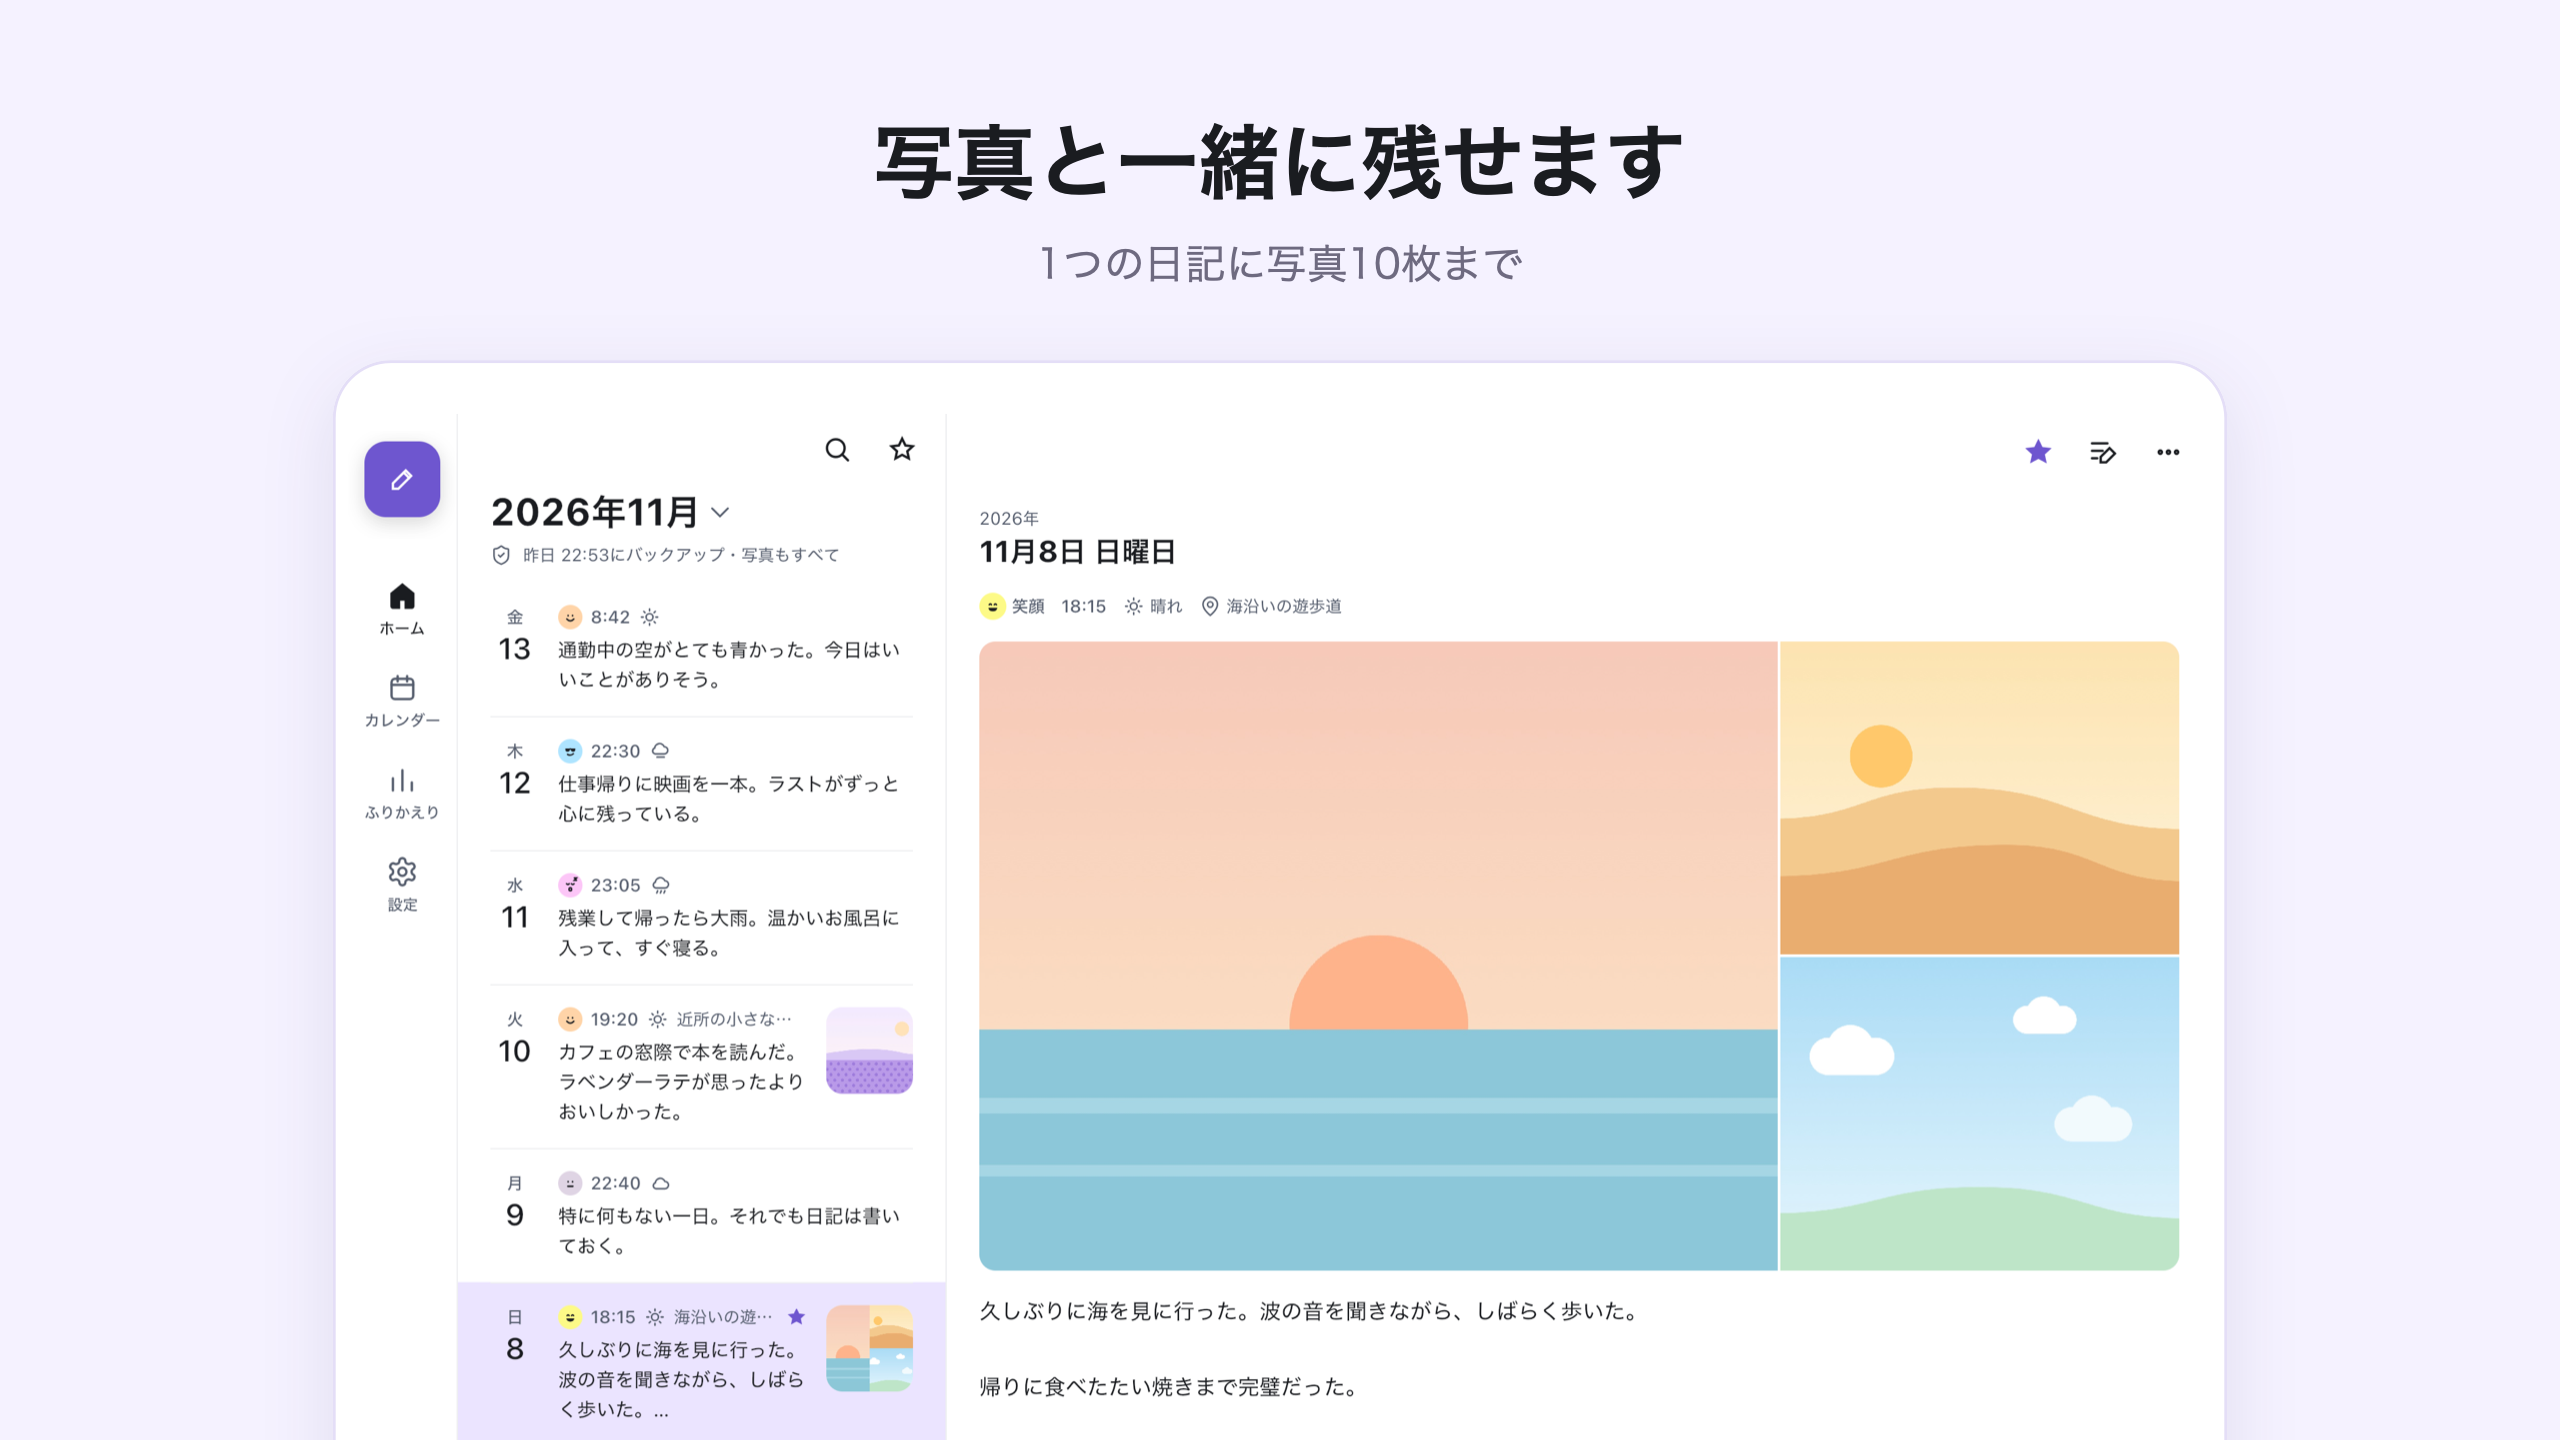 写真と一緒に残せます
1つの日記に写真10枚まで
ホーム
カレンダー
ふりかえり
設定
2026年11月
昨日 22:53にバックアップ・写真もすべて
金
13
8:42
通勤中の空がとても青かった。今日はい
いことがありそう。
木
12
22:30
仕事帰りに映画を一本。ラストがずっと
心に残っている。
水
11
23:05
残業して帰ったら大雨。温かいお風呂に
入って、すぐ寝る。
火
10
19:20 近所の小さな…
カフェの窓際で本を読んだ。
ラベンダーラテが思ったより
おいしかった。
月
9
22:40
特に何もない一日。それでも日記は書い
ておく。
日
8
18:15 海沿いの遊…
久しぶりに海を見に行った。
波の音を聞きながら、しばら
く歩いた。...
2026年
11月8日 日曜日
笑顔 18:15 晴れ 海沿いの遊歩道
久しぶりに海を見に行った。波の音を聞きながら、しばらく歩いた。
帰りに食べたたい焼きまで完璧だった。